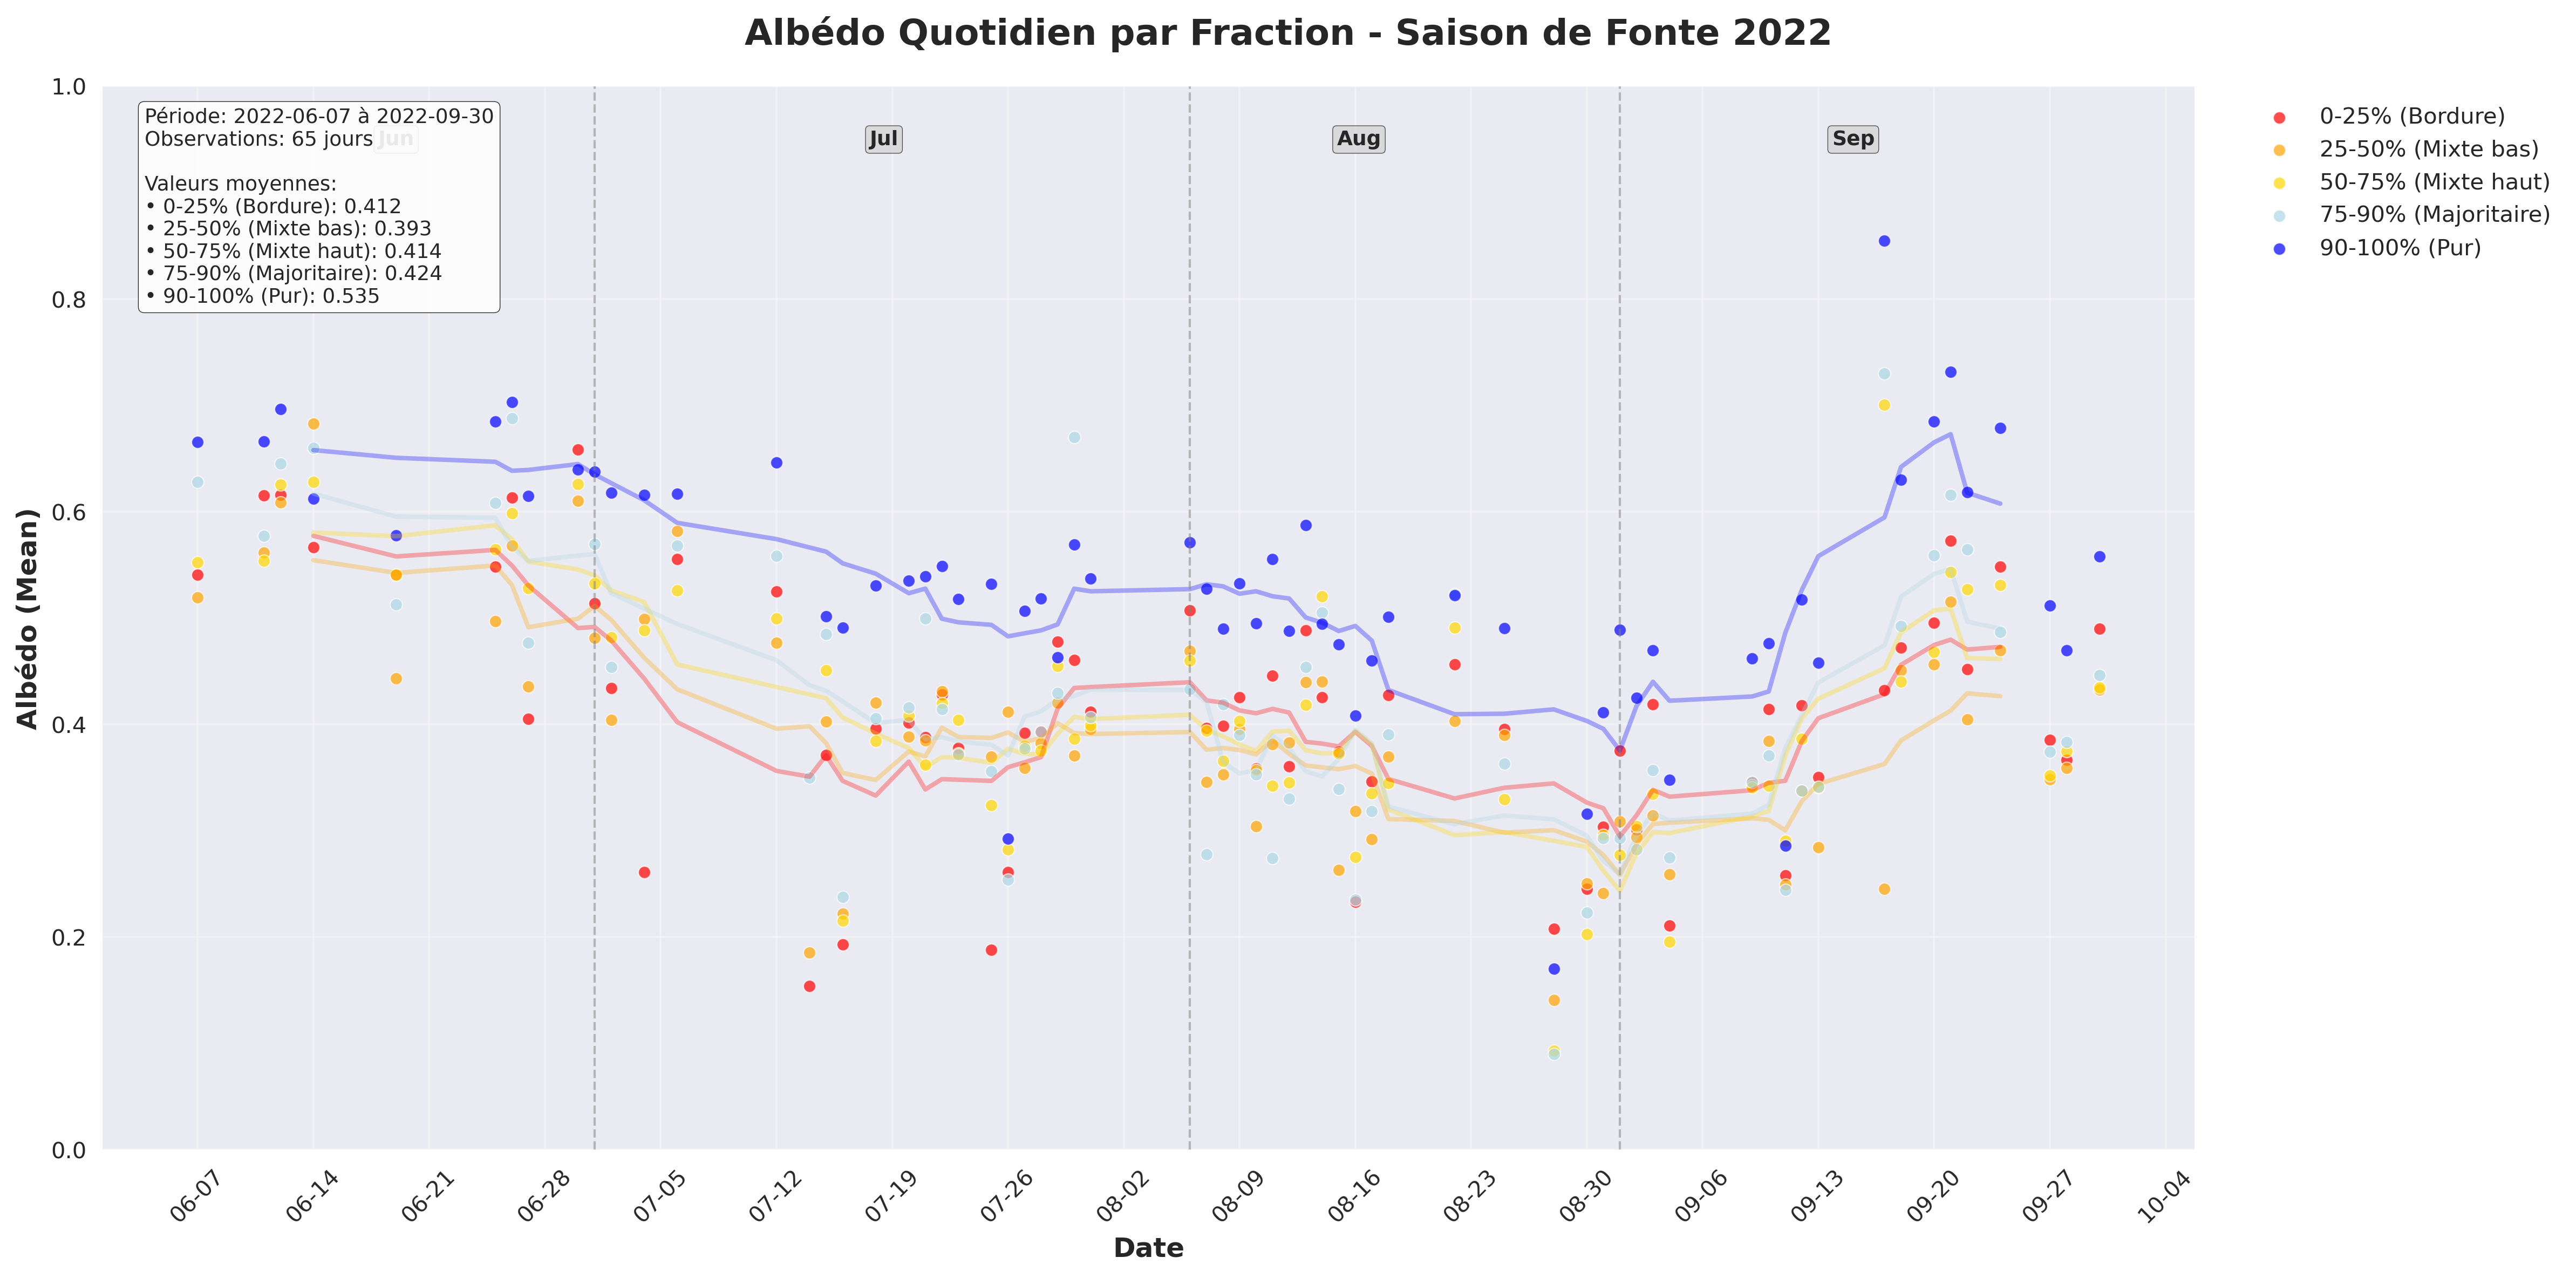 Albédo Quotidien par Fraction - Saison de Fonte 2022
Période: 2022-06-07 à 2022-09-30
Observations: 65 jours
Valeurs moyennes:
• 0-25% (Bordure): 0.412
• 25-50% (Mixte bas): 0.393
• 50-75% (Mixte haut): 0.414
• 75-90% (Majoritaire): 0.424
• 90-100% (Pur): 0.535
Jun
Jul
Aug
Sep
0-25% (Bordure)
25-50% (Mixte bas)
50-75% (Mixte haut)
75-90% (Majoritaire)
90-100% (Pur)
Albédo (Mean)
1.0
0.8
0.6
0.4
0.2
0.0
06-07
06-14
06-21
06-28
07-05
07-12
07-19
07-26
08-02
08-09
08-16
08-23
08-30
09-06
09-13
09-20
09-27
10-04
Date